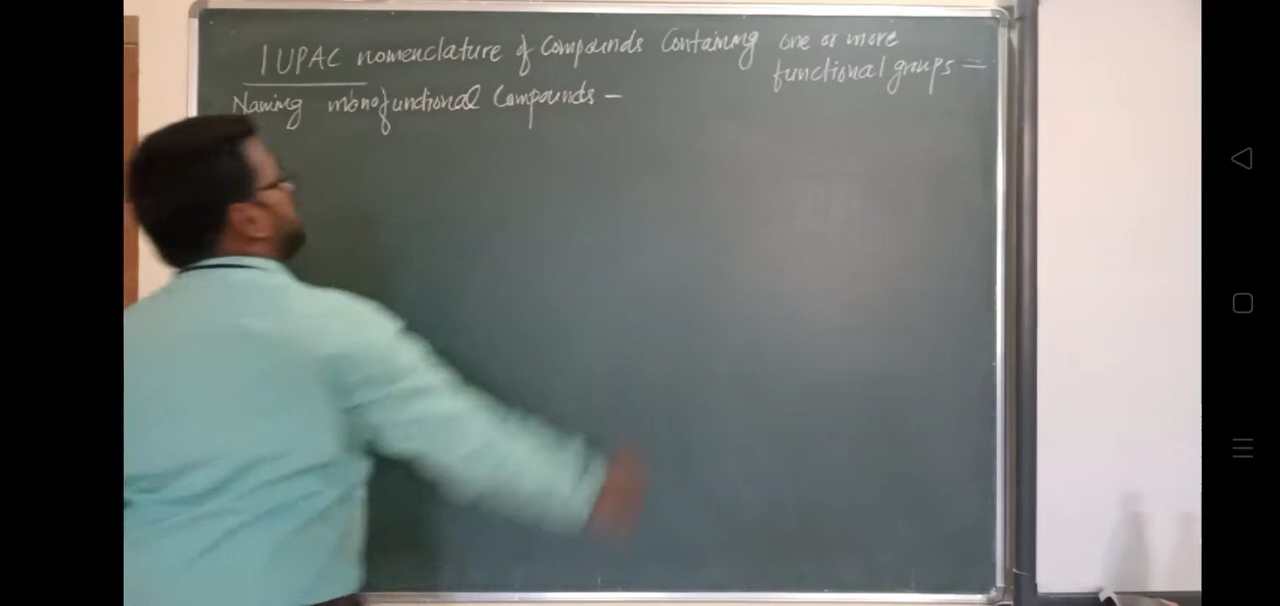 IUPAC nomenclature of Compounds Containing one or more
functional groups =
Naming monofunctional Compounds –